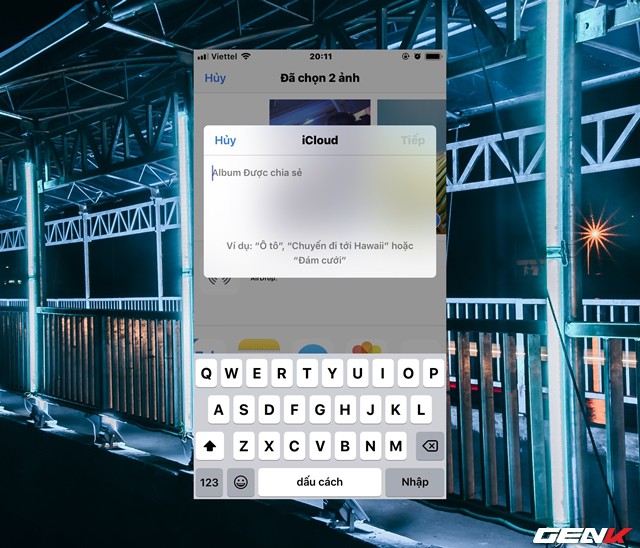 Viettel 20:11
Hủy Đã chọn 2 ảnh
Hủy iCloud Tiếp
Album Được chia sẻ
Ví dụ: “Ô tô”, “Chuyến đi tới Hawaii” hoặc
“Đám cưới”
AirDrop.
Q W E R T Y U I O P
A S D F G H J K L
Z X C V B N M
123 dấu cách Nhập
GENK